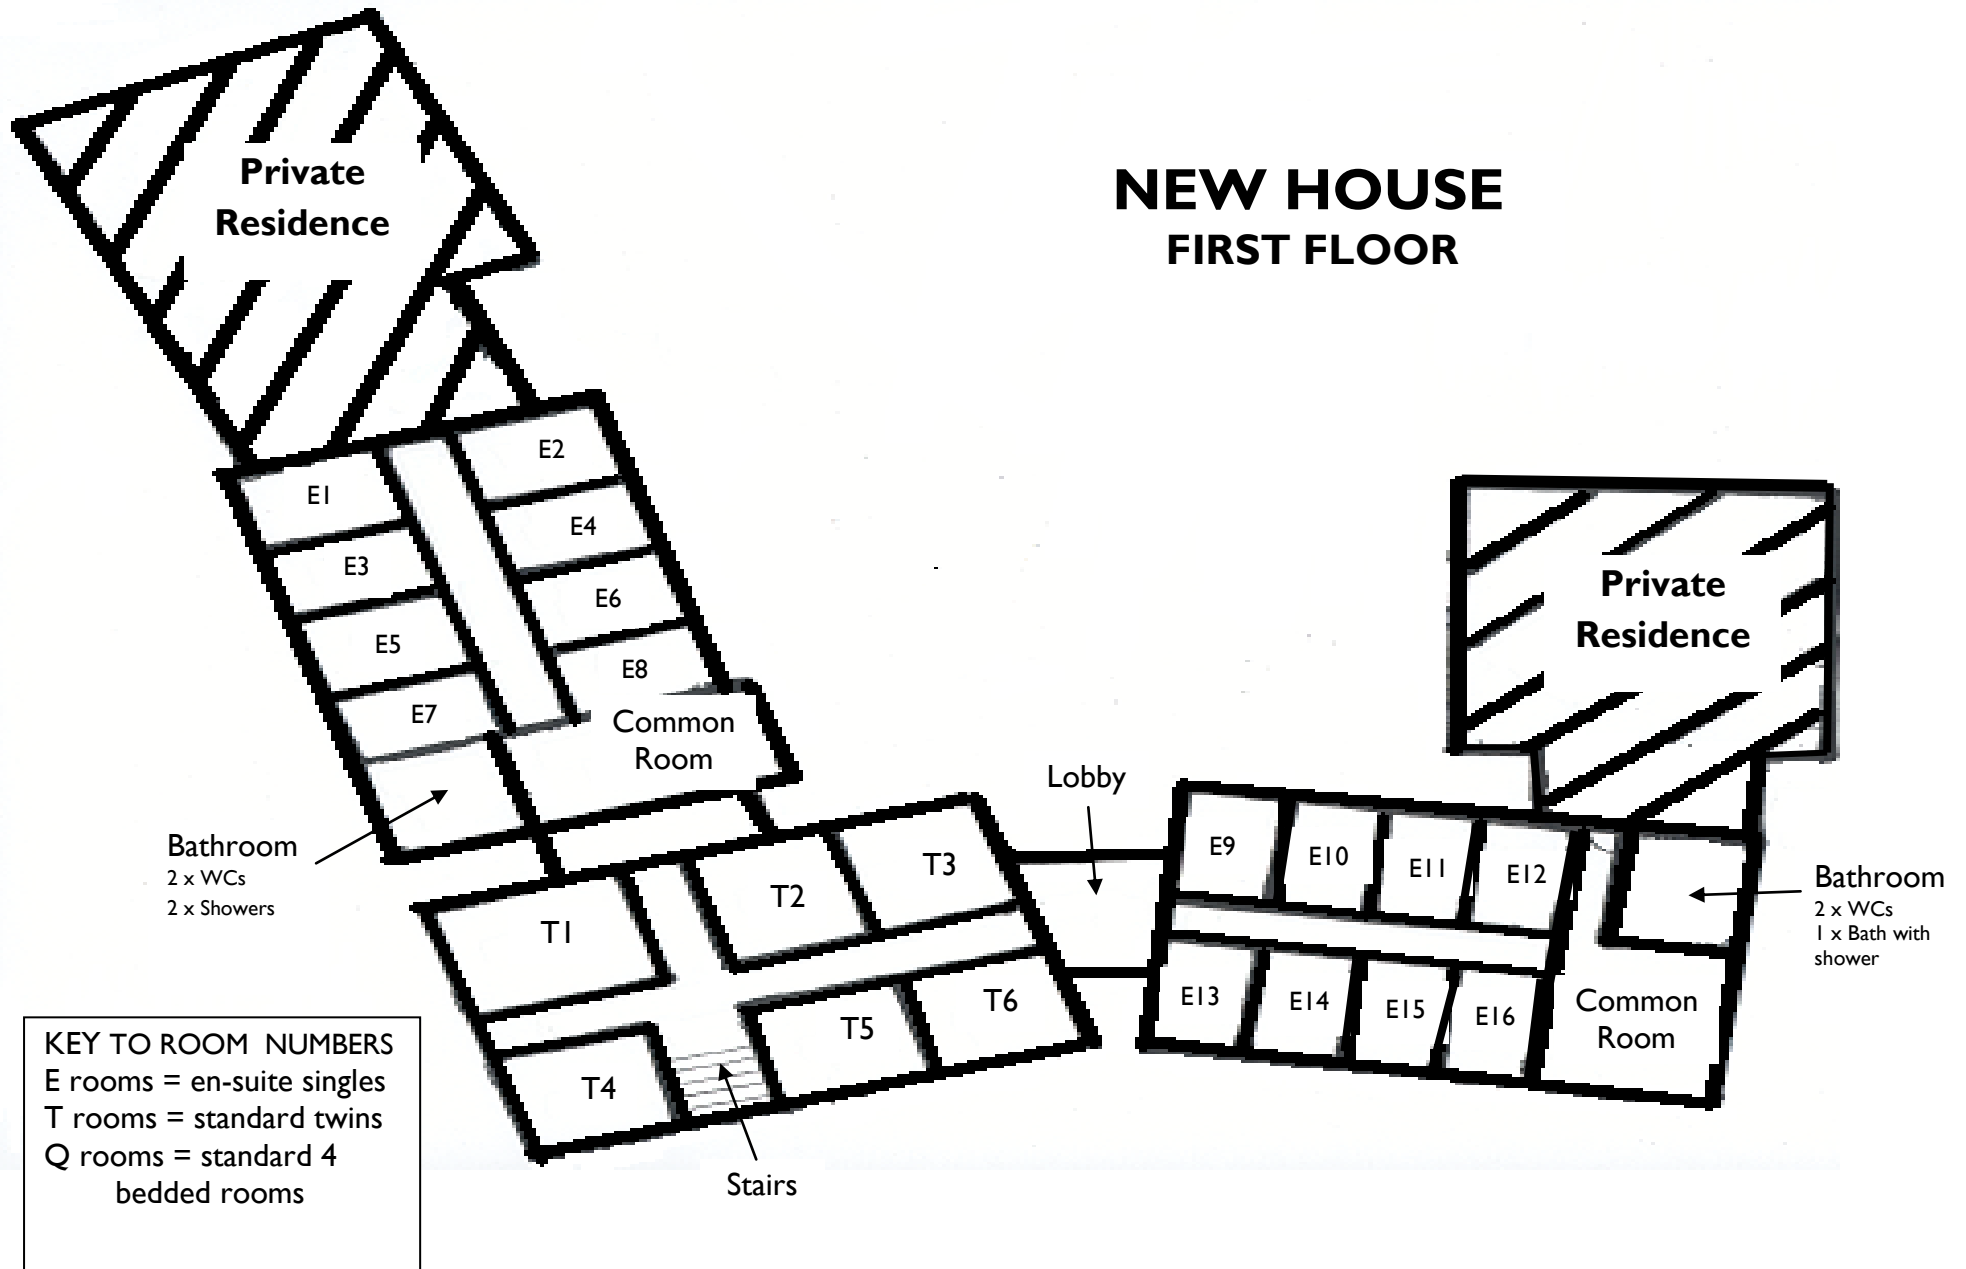 NEW HOUSE
FIRST FLOOR
Private
Residence
E1
E2
E3
E4
E5
E6
E7
E8
Common
Room
Bathroom
2 x WCs
2 x Showers
T1
T2
T3
T4
T5
T6
Stairs
Lobby
Private
Residence
E9
E10
E11
E12
E13
E14
E15
E16
Common
Room
Bathroom
2 x WCs
1 x Bath with
shower
KEY TO ROOM NUMBERS
E rooms = en-suite singles
T rooms = standard twins
Q rooms = standard 4
bedded rooms